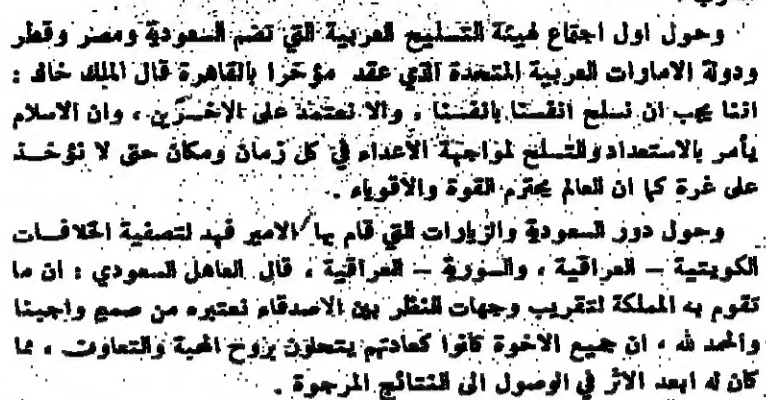 وحول اول اجتماع لهيئة التسليح العربية التي تضم السعودية ومصر وقطر
ودولة الامارات العربية المتحدة الذي عقد مؤخرا بالقاهرة قال الملك خالد :
اننا يجب ان نسلح انفسنا بانفسنا ، والا نعتمد على الآخرين ، وان الاسلام
يأمر بالاستعداد والتسلح لمواجهة الأعداء في كل زمان ومكان حتى لا نؤخذ
على غرة كما ان العالم يحترم القوة والأقوياء .
وحول دور السعودية والزيارات التي قام بها الامير فهد لتصفية الخلافات
الكويتية – العراقية ، والسورية – العراقية ، قال العاهل السعودي : ان ما
تقوم به المملكة لتقريب وجهات النظر بين الاصدقاء نعتبره من صميم واجبنا
والحمد لله ، ان جميع الاخوة كانوا كعادتهم يتحلون بروح المحبة والتعاون ، مما
كان له ابعد الاثر في الوصول الى النتائج المرجوة .